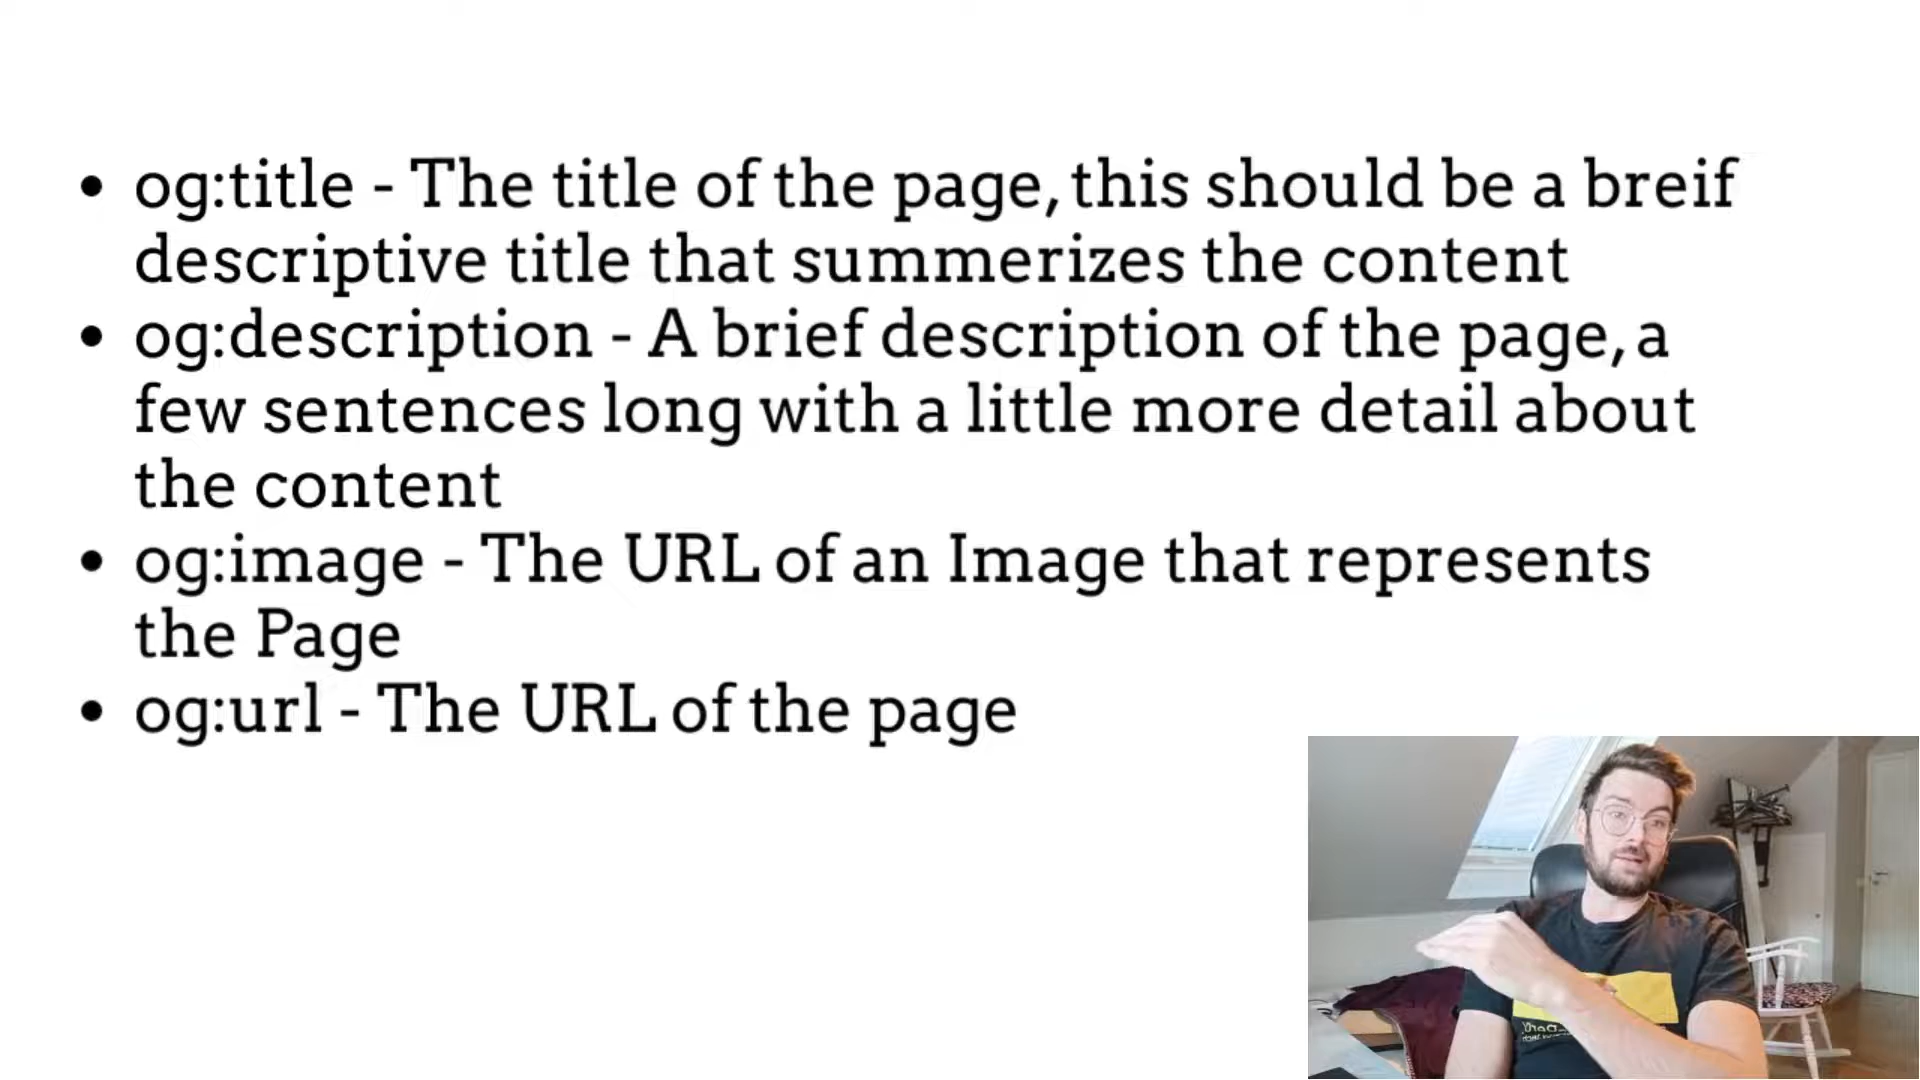 • og:title - The title of the page, this should be a breif
descriptive title that summerizes the content
• og:description - A brief description of the page, a
few sentences long with a little more detail about
the content
• og:image - The URL of an Image that represents
the Page
• og:url - The URL of the page